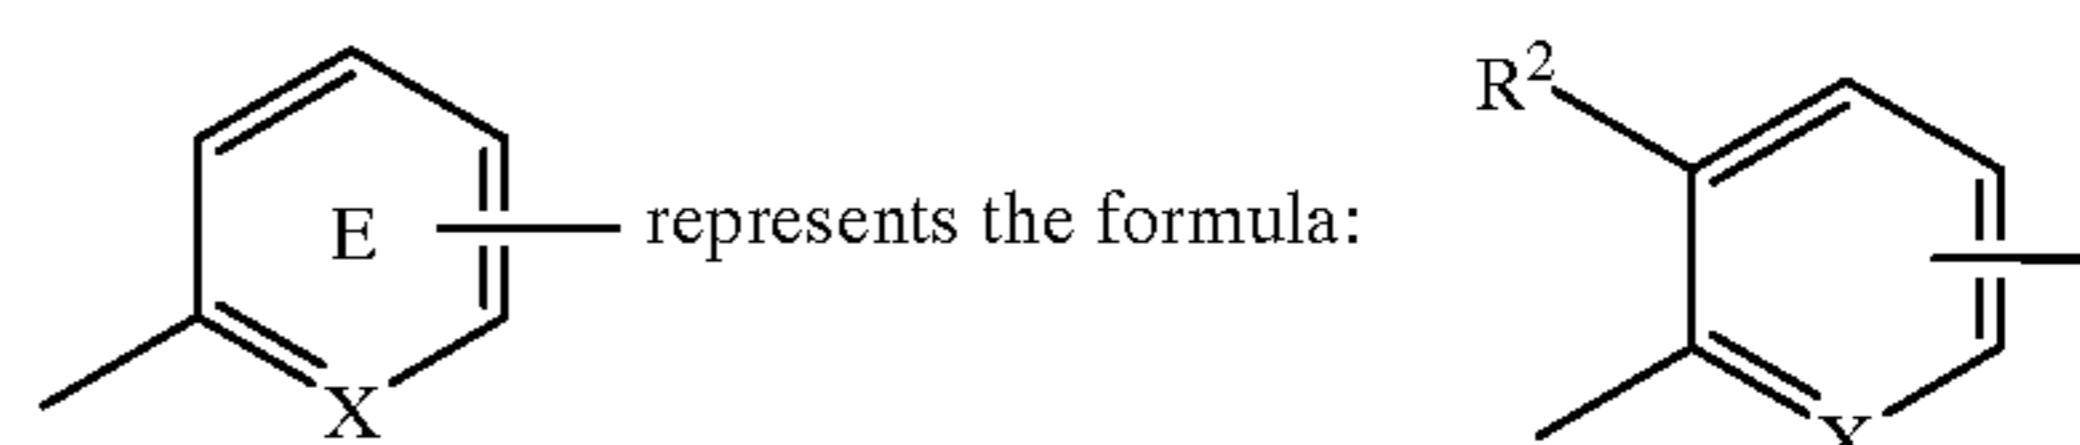 R²
E represents the formula:
X